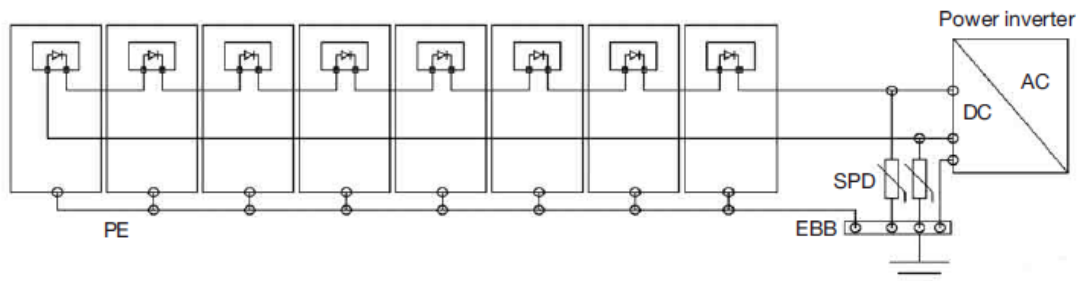 Power inverter
AC
DC
SPD
PE
EBB